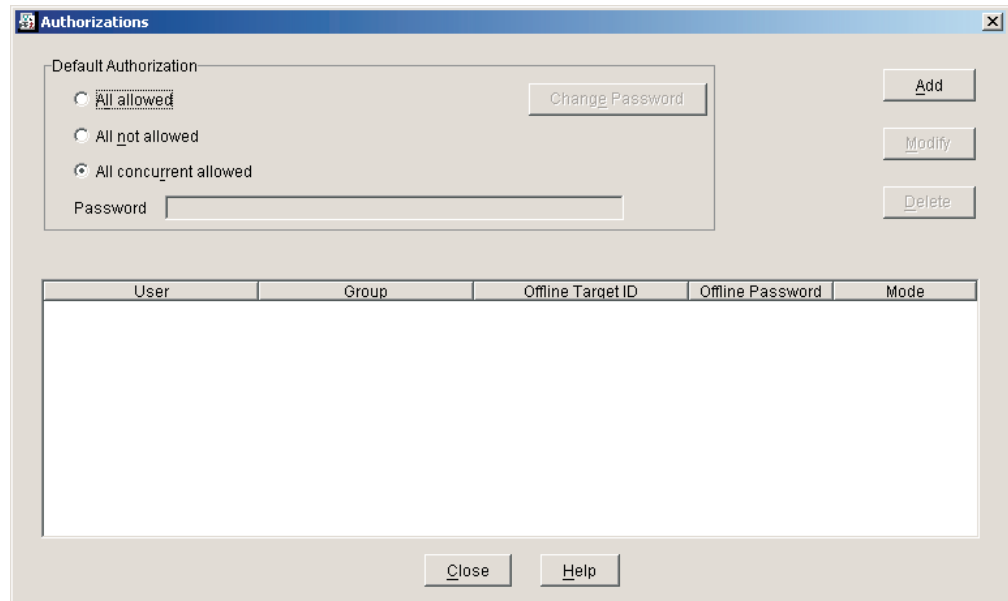 Authorizations
Default Authorization
All allowed
Change Password
Add
All not allowed
Modify
All concurrent allowed
Password
Delete
User Group Offline Target ID Offline Password Mode
Close Help